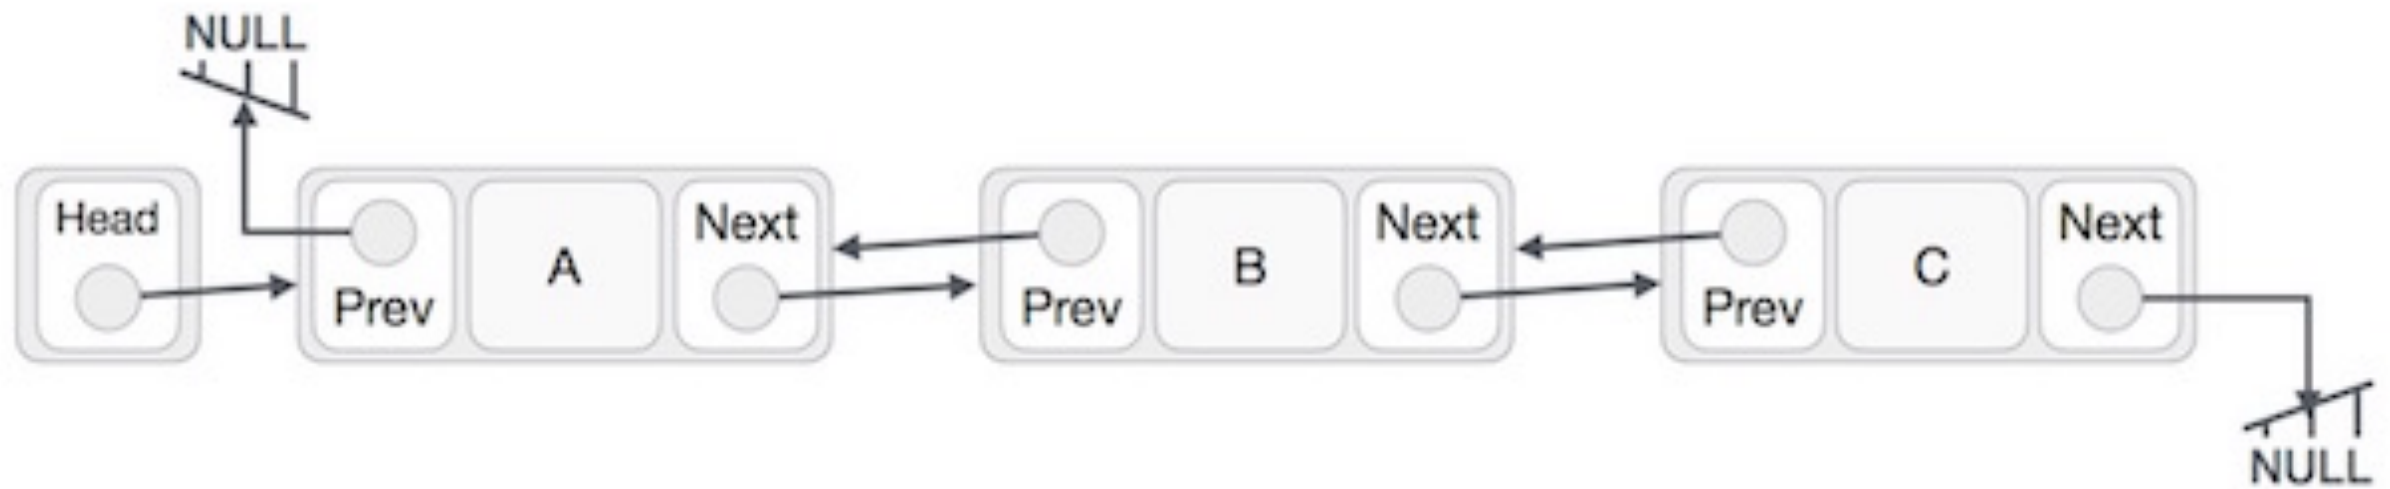 NULL
Head
Prev
A
Next
Prev
B
Next
Prev
C
Next
NULL